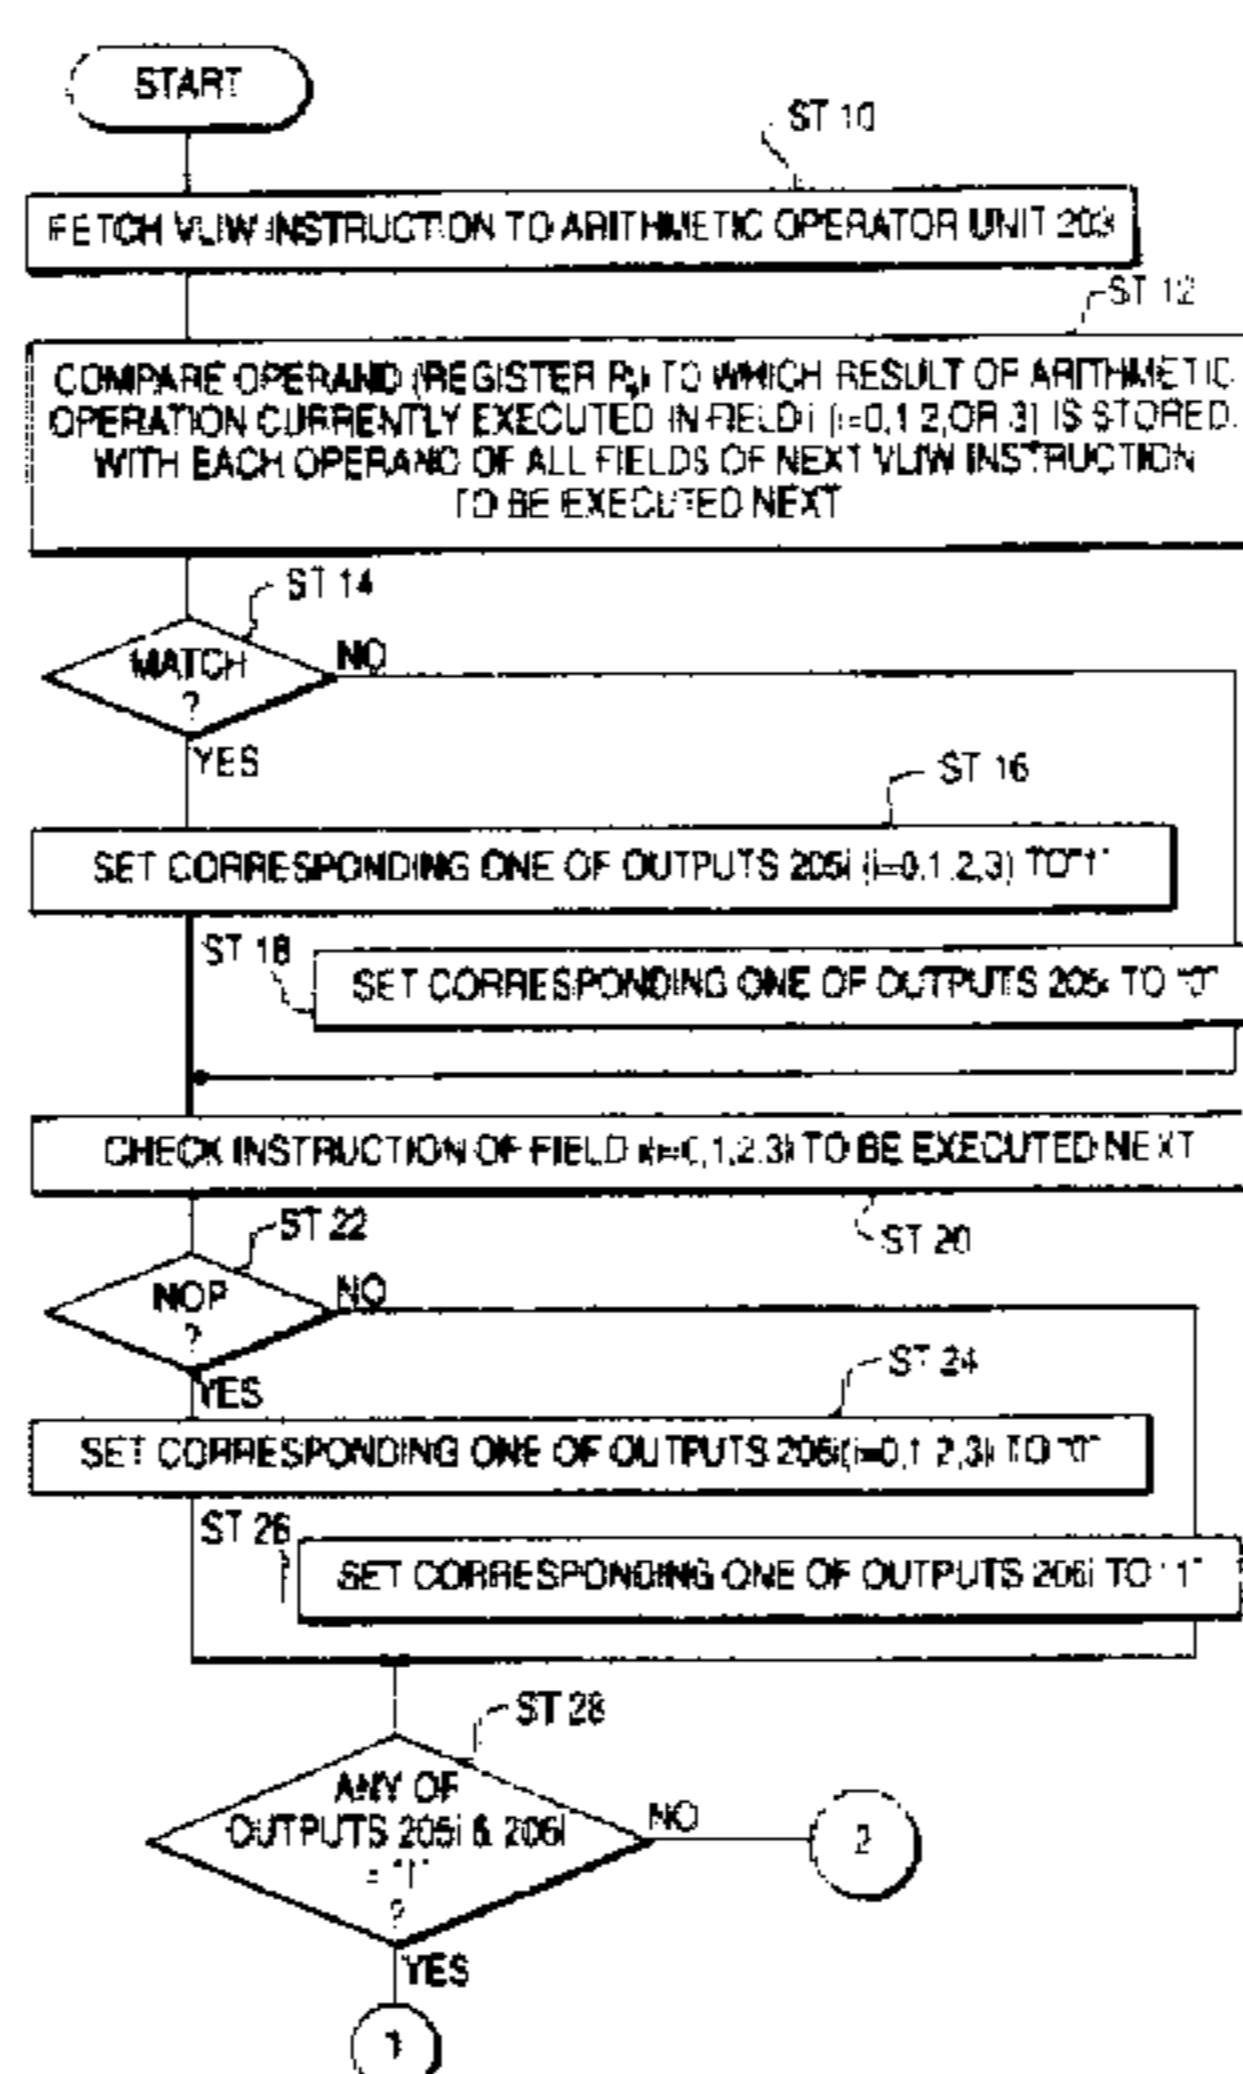 START
ST 10
FETCH VLIW INSTRUCTION TO ARITHMETIC OPERATOR UNIT 203
ST 12
COMPARE OPERAND (REGISTER TO WHICH RESULT OF ARITHMETIC
OPERATION CURRENTLY EXECUTED IN FIELD i (i=0,1,2,OR 3) IS STORED,
WITH EACH OPERAND OF ALL FIELDS OF NEXT VLIW INSTRUCTION
TO BE EXECUTED NEXT
ST 14
MATCH
?
NO
YES
ST 16
SET CORRESPONDING ONE OF OUTPUTS 205i (i=0,1,2,3) TO "1"
ST 18
SET CORRESPONDING ONE OF OUTPUTS 205i TO "0"
CHECK INSTRUCTION OF FIELD i(i=0,1,2,3) TO BE EXECUTED NEXT
ST 20
ST 22
NOP
?
NO
YES
ST 24
SET CORRESPONDING ONE OF OUTPUTS 206i(i=0,1,2,3) TO "0"
ST 26
SET CORRESPONDING ONE OF OUTPUTS 206i TO "1"
ST 28
ANY OF
OUTPUTS 205i & 206i
= "1"
?
NO
2
YES
1